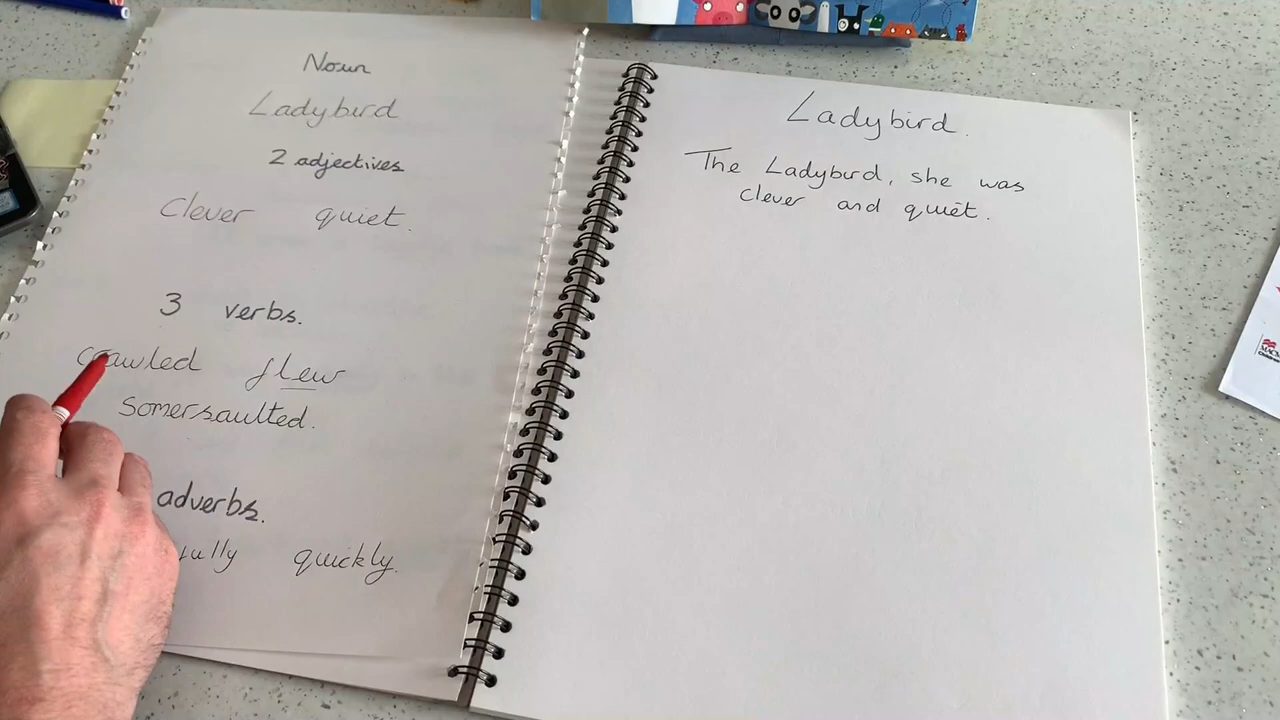 Noun
Ladybird
2 adjectives
Clever quiet.
3 verbs.
crawled flew
somersaulted.
adverbs.
quickly.
Ladybird.
The Ladybird, she was
clever and quiet.